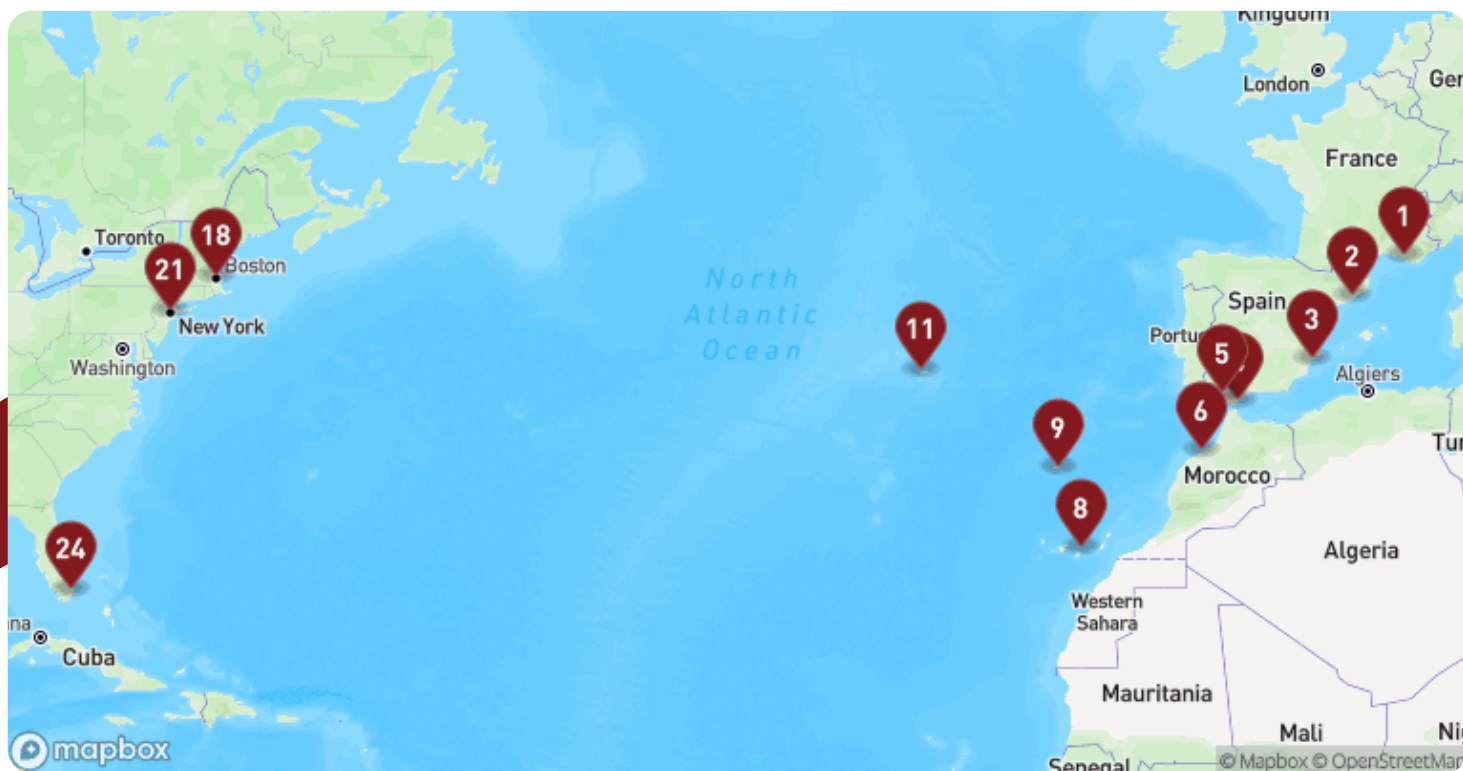 Kingdom
London
Ger
France
1
18
Toronto
Boston
2
21
North
Atlantic
Ocean
Spain
3
11
New York
Portu
5
Washington
Algiers
6
9
Tur
Morocco
8
24
Algeria
Western
Sahara
na
Cuba
Mauritania
Mali
Ni
mapbox
Senegal
© Mapbox © OpenStreetMap